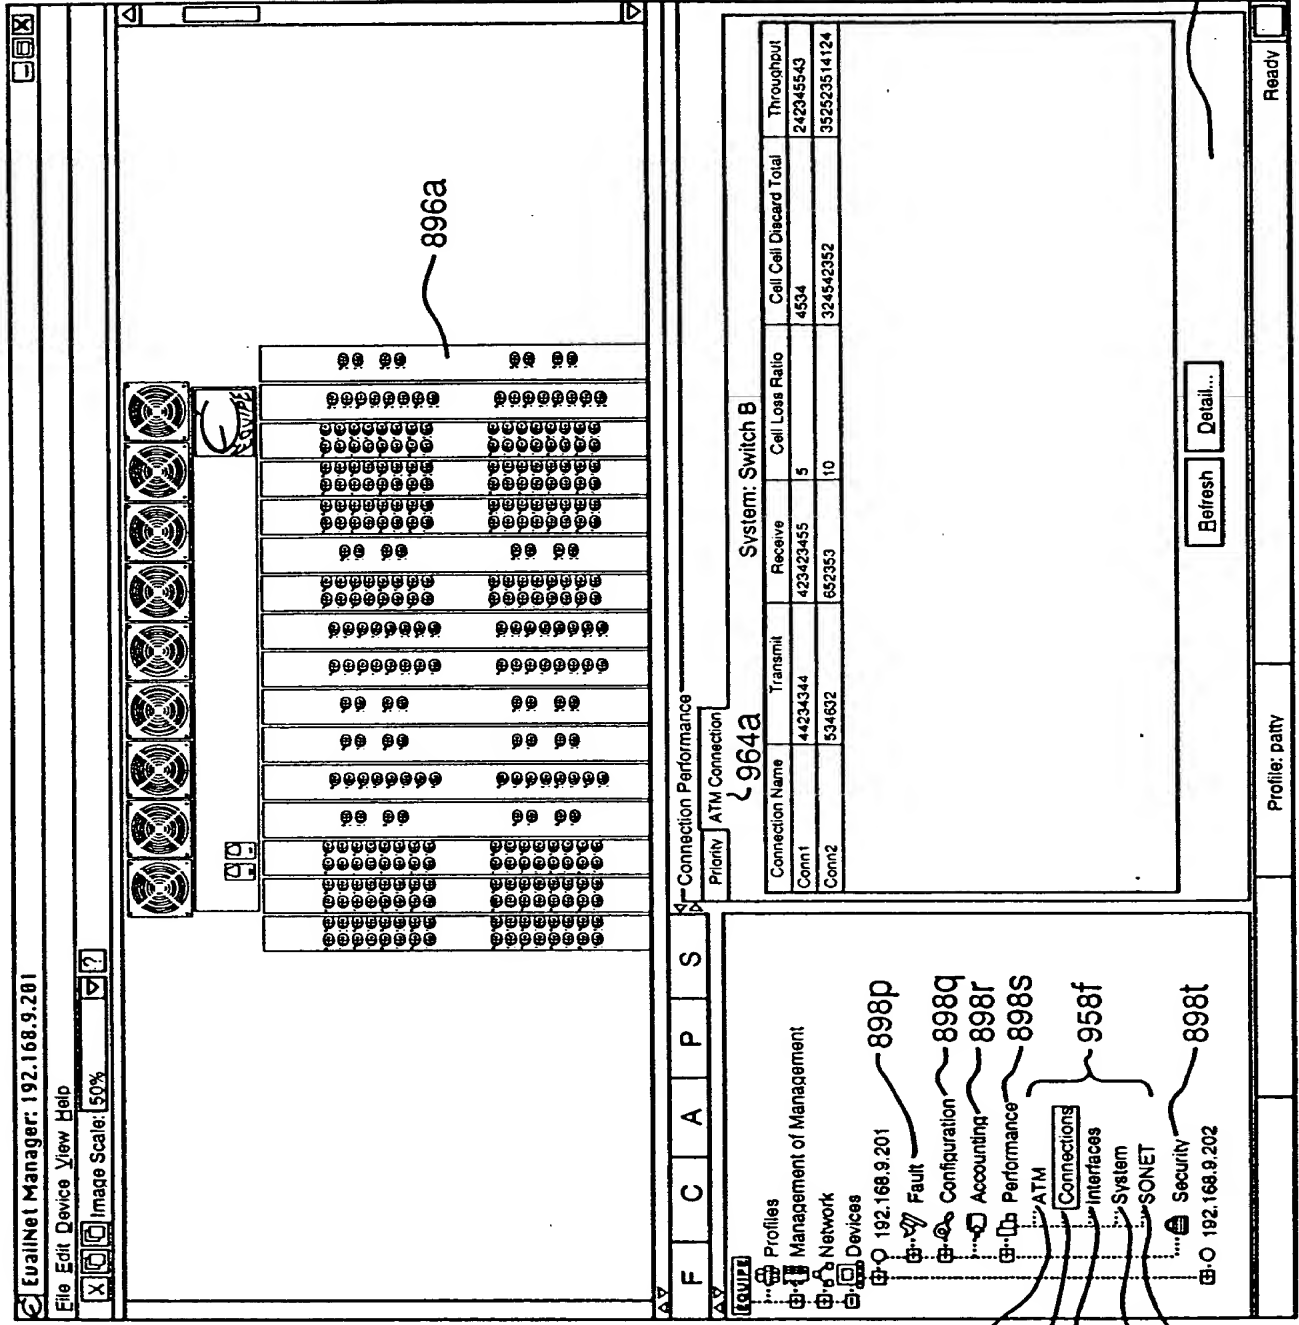 EvailNet Manager: 192.168.9.201
File Edit Device View Help
Image Scale: 50% ?
EQUIPE
896a
F C A P S
EQUIPE
Profiles
Management of Management
Network
Devices
192.168.9.201
Fault
898p
Configuration
898q
Accounting
898r
Performance
898s
ATM
Connections
Interfaces
System
SONET
958f
Security
898t
192.168.9.202
Connection Performance
Priority ATM Connection
964a
System: Switch B
Connection Name Transmit Receive Cell Loss Ratio Cell Cell Discard Total Throughput
Conn1 44234344 423423455 5 4534 242345543
Conn2 534632 652353 10 324542352 352523514124
Refresh Detail...
Profile: patty Ready